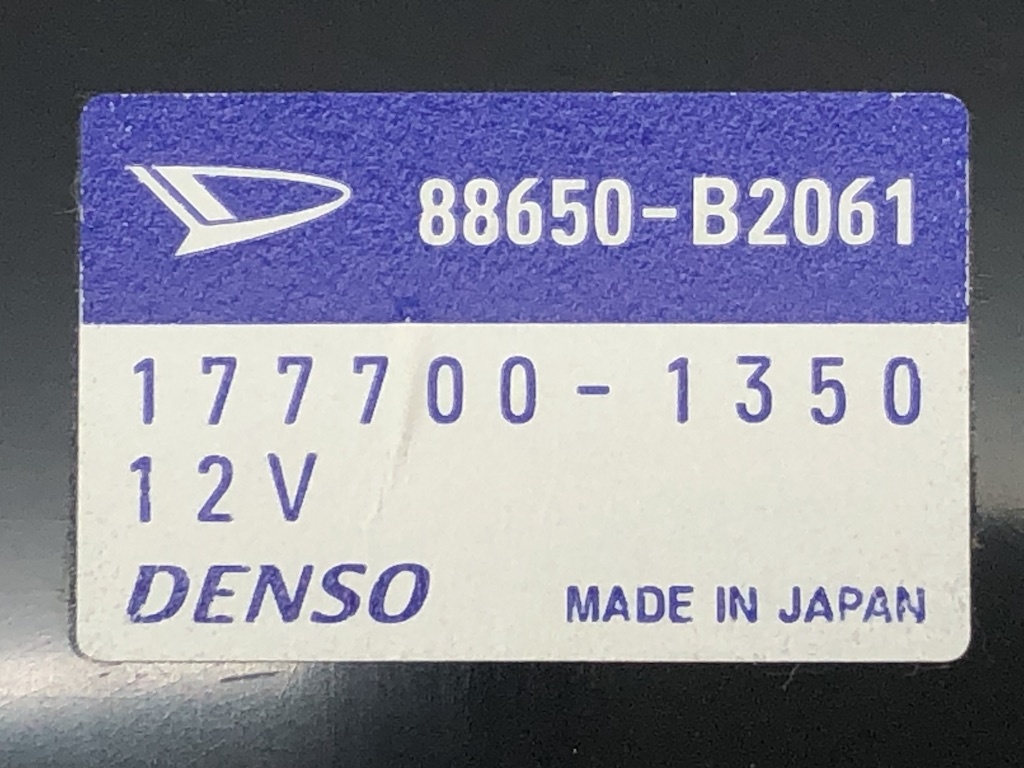 88650-B2061
177700-1350
12V
DENSO MADE IN JAPAN